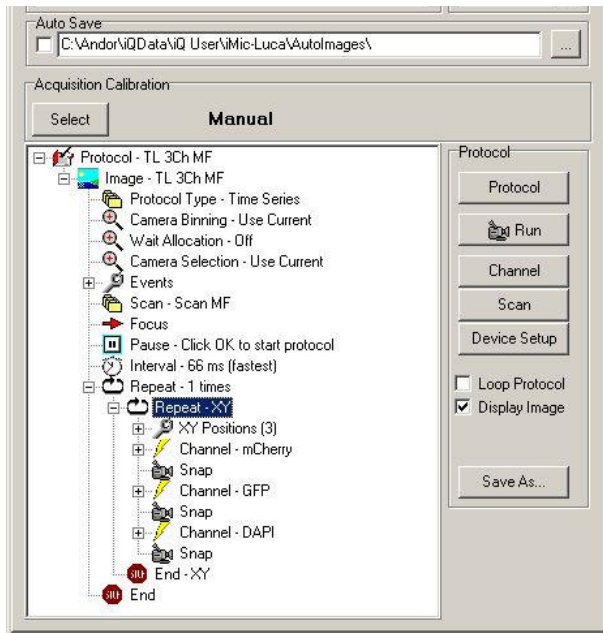 Auto Save
C:\Andor\iQData\iQ User\iMic-Luca\AutoImages\
...
Acquisition Calibration
Select
Manual
Protocol - TL 3Ch MF
Image - TL 3Ch MF
Protocol Type - Time Series
Camera Binning - Use Current
Wait Allocation - Off
Camera Selection - Use Current
Events
Scan - Scan MF
Focus
Pause - Click OK to start protocol
Interval - 66 ms (fastest)
Repeat - 1 times
Repeat - XY
XY Positions (3)
Channel - mCherry
Snap
Channel - GFP
Snap
Channel - DAPI
Snap
End - XY
End
Protocol
Protocol
Run
Channel
Scan
Device Setup
Loop Protocol
Display Image
Save As...